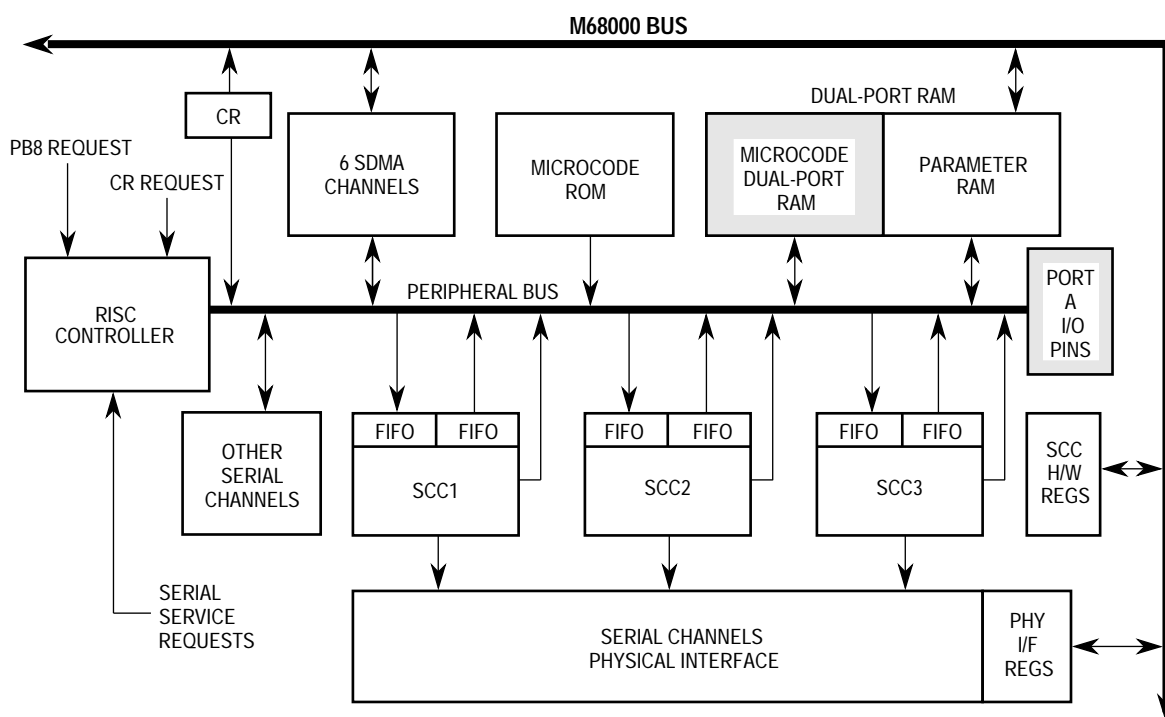 M68000 BUS
CR
DUAL-PORT RAM
PB8 REQUEST
CR REQUEST
6 SDMA
CHANNELS
MICROCODE
ROM
MICROCODE
DUAL-PORT
RAM
PARAMETER
RAM
RISC
CONTROLLER
PERIPHERAL BUS
PORT
A
I/O
PINS
OTHER
SERIAL
CHANNELS
FIFO
FIFO
SCC1
FIFO
FIFO
SCC2
FIFO
FIFO
SCC3
SCC
H/W
REGS
SERIAL
SERVICE
REQUESTS
SERIAL CHANNELS
PHYSICAL INTERFACE
PHY
I/F
REGS